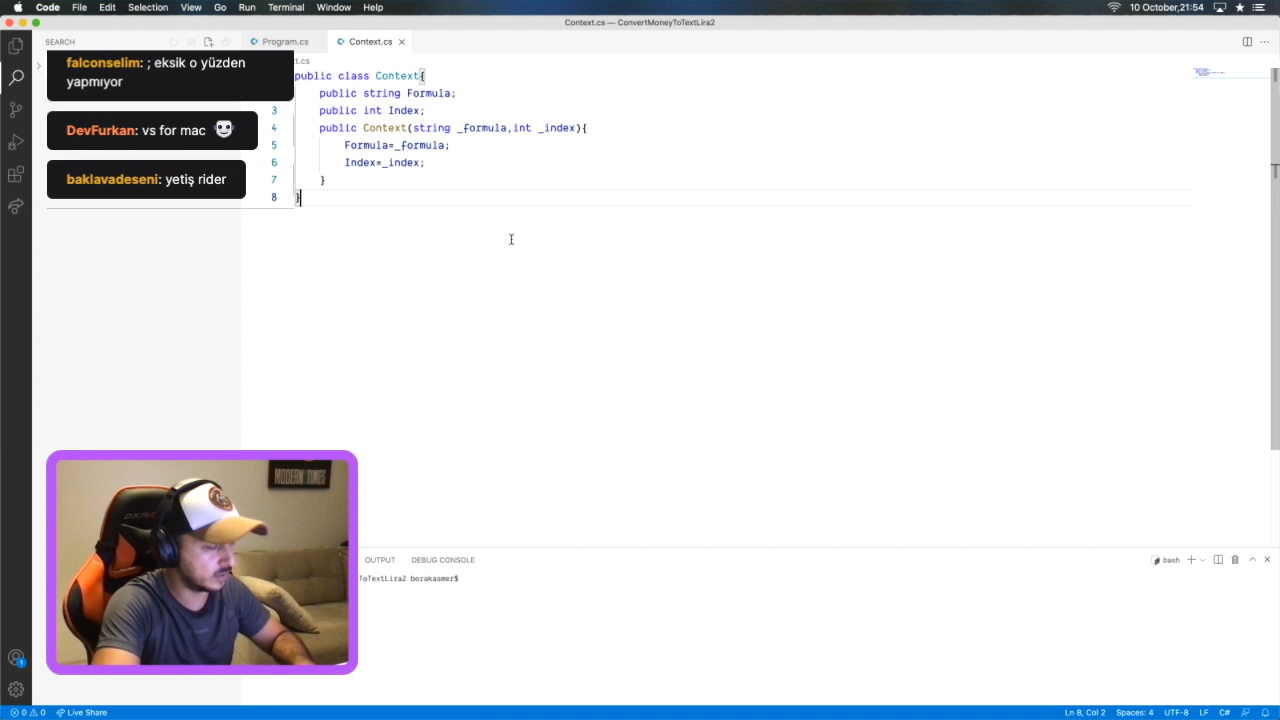 Code File Edit Selection View Go Run Terminal Window Help
10 October,21:54
Context.cs — ConvertMoneyToTextLira2
SEARCH
Program.cs
Context.cs
t.cs
falconselim: ; eksik o yüzden
yapmıyor
DevFurkan: vs for mac
baklavadeseni: yetiş rider
public class Context{
public string Formula;
3 public int Index;
4 public Context(string _formula,int _index){
5 Formula=_formula;
6 Index=_index;
7 }
8 }
MODERN TIMES
OUTPUT DEBUG CONSOLE
bash
ToTextLira2 borakasmer$
1
0 0 Live Share
Ln 8, Col 2 Spaces: 4 UTF-8 LF C#